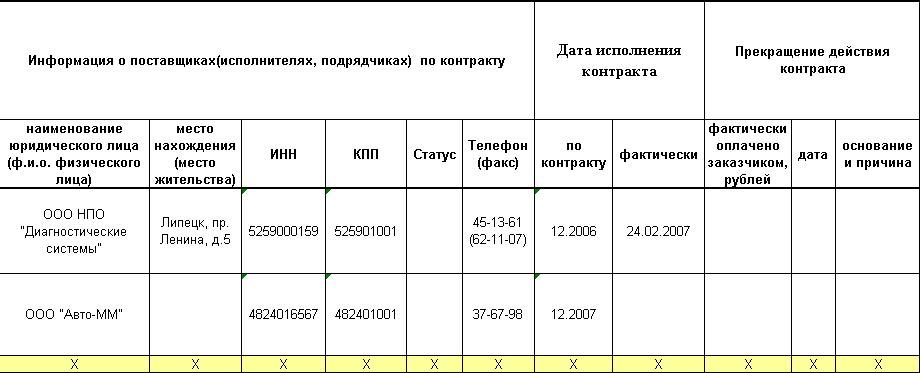 Информация о поставщиках(исполнителях, подрядчиках)  по контракту
Дата исполнения
контракта
Прекращение действия
контракта
наименование
юридического лица
(ф.и.о. физического
лица)
место
нахождения
(место
жительства)
ИНН
КПП
Статус
Телефон
(факс)
по
контракту
фактически
фактически
оплачено
заказчиком,
рублей
дата
основание
и причина
ООО НПО
"Диагностические
системы"
Липецк, пр.
Ленина, д.5
5259000159
525901001
45-13-61
(62-11-07)
12.2006
24.02.2007
ООО "Авто-ММ"
4824016567
482401001
37-67-98
12.2007
X X X X X X X X X X X